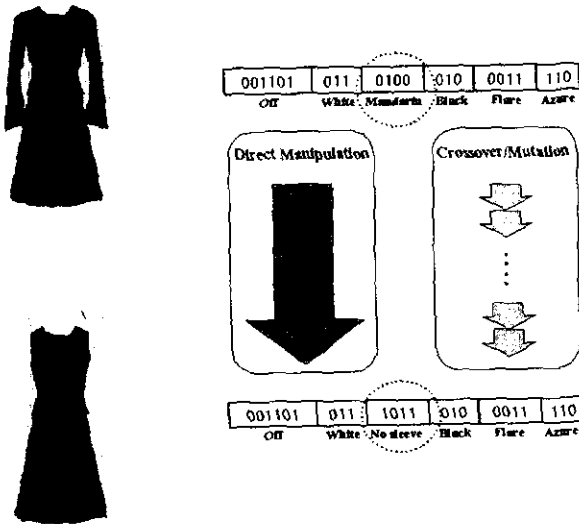 001101 011 0100 010 0011 110
Off White Mandarin Black Flare Azure
Direct Manipulation Crossover/Mutation
001101 011 1011 010 0011 110
Off White No sleeve Black Flare Azure